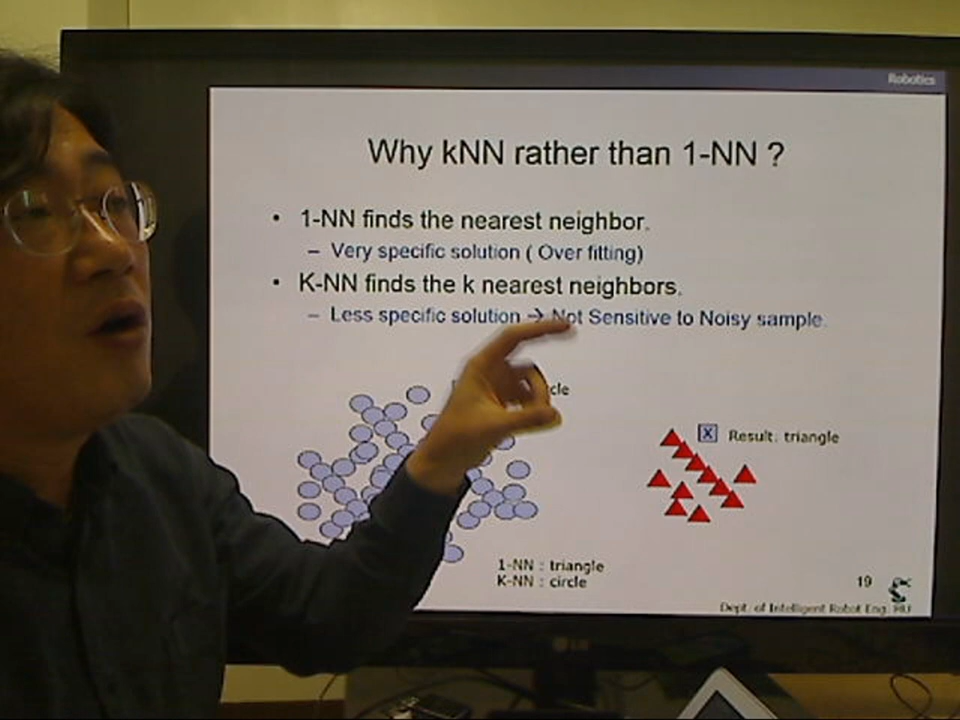 Robotics
Why kNN rather than 1-NN ?
• 1-NN finds the nearest neighbor.
– Very specific solution ( Over fitting)
• K-NN finds the k nearest neighbors.
– Less specific solution → Not Sensitive to Noisy sample.
X Result: triangle
1-NN : triangle
K-NN : circle
19
Dept. of Intelligent Robot Eng. HU